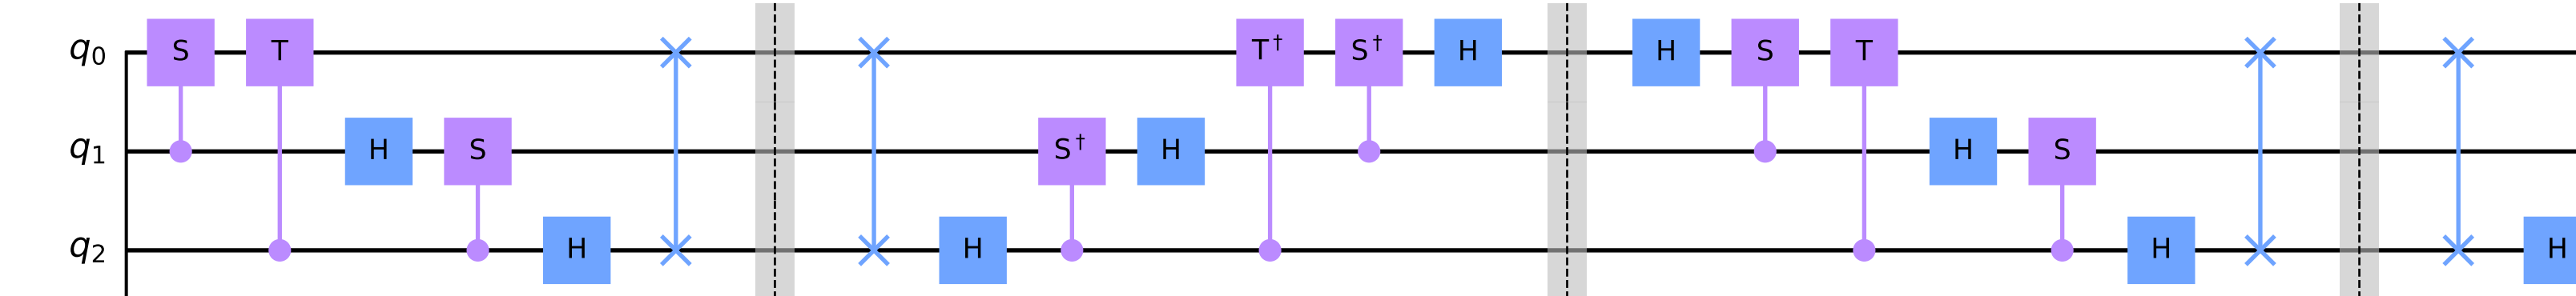 q0 S T T† S† H H S T
q1 H S S† H H S
q2 H H H H